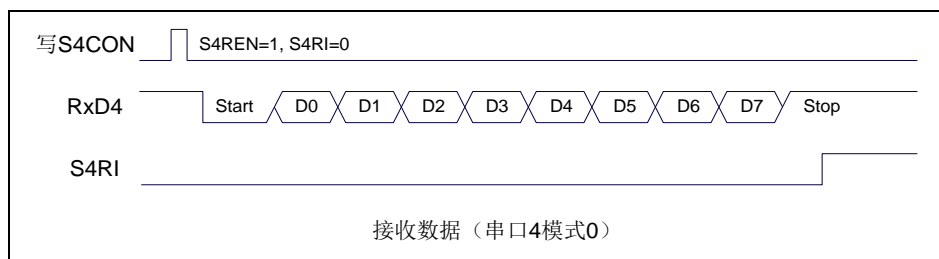 写S4CON S4REN=1, S4RI=0
RxD4 Start D0 D1 D2 D3 D4 D5 D6 D7 Stop
S4RI
接收数据（串口4模式0）